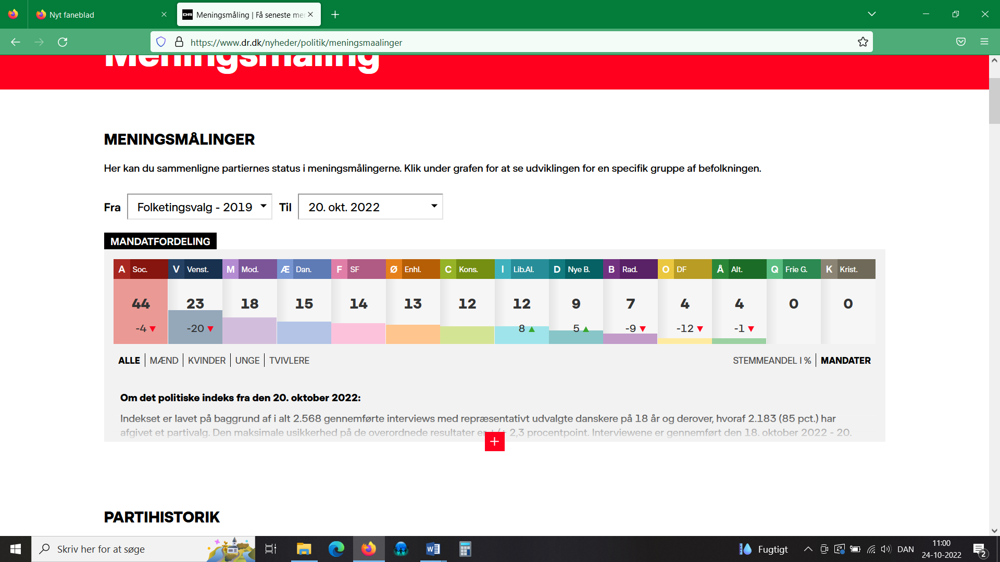 Nyt faneblad
DR Meningsmåling | Få seneste mer
https://www.dr.dk/nyheder/politik/meningsmaalinger
Meningsmåling
MENINGSMÅLINGER
Her kan du sammenligne partiernes status i meningsmålingerne. Klik under grafen for at se udviklingen for en specifik gruppe af befolkningen.
Fra Folketingsvalg - 2019 Til 20. okt. 2022
MANDATFORDELING
A Soc. V Venst. M Mod. Æ Dan. F SF Ø Enhl. C Kons. I Lib.Al. D Nye B. B Rad. O DF Å Alt. Q Frie G. K Krist.
44 23 18 15 14 13 12 12 9 7 4 4 0 0
-4 -20 8 5 -9 -12 -1
ALLE MÆND KVINDER UNGE TVIVLERE STEMMEANDEL I % MANDATER
Om det politiske indeks fra den 20. oktober 2022:
Indekset er lavet på baggrund af i alt 2.568 gennemførte interviews med repræsentativt udvalgte danskere på 18 år og derover, hvoraf 2.183 (85 pct.) har
afgivet et partivalg. Den maksimale usikkerhed på de overordnede resultater er 2,3 procentpoint. Interviewene er gennemført den 18. oktober 2022 - 20.
PARTIHISTORIK
Skriv her for at søge
Fugtigt
DAN
11:00
24-10-2022
2